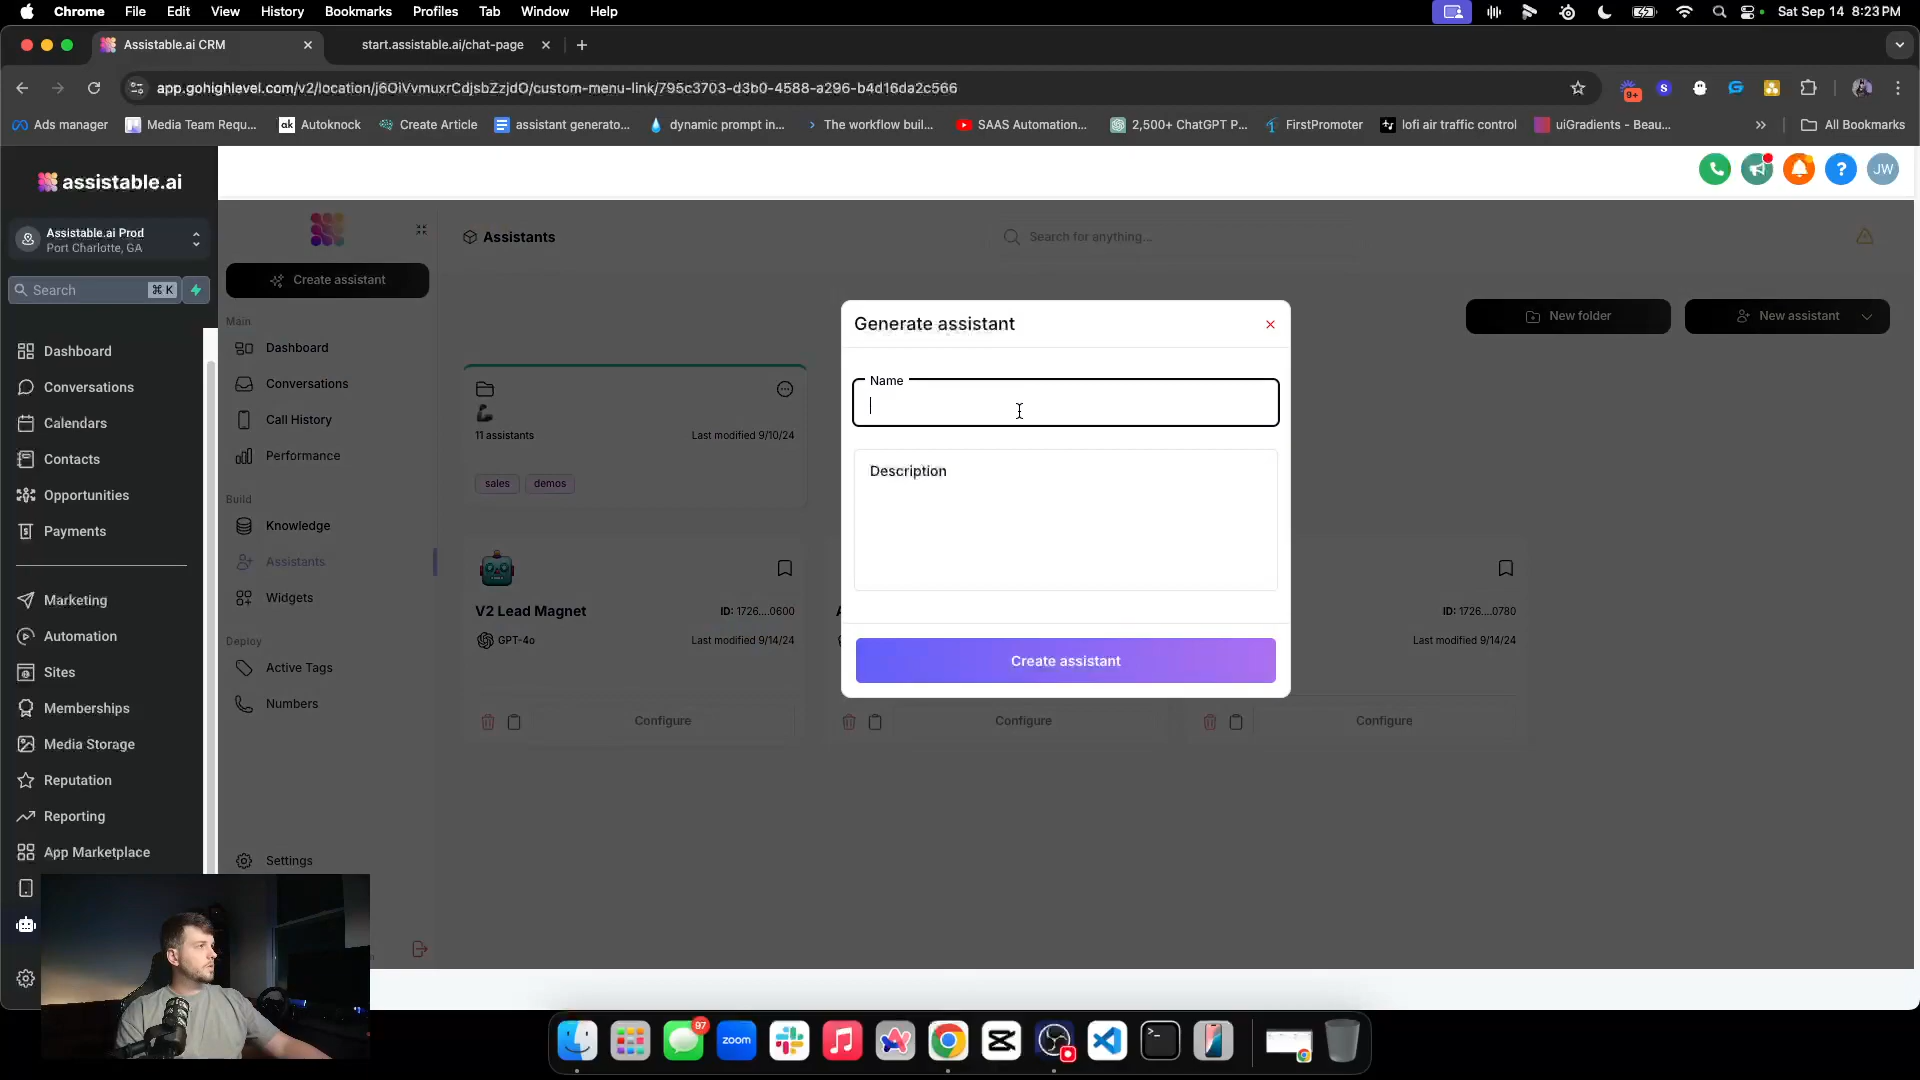 Chrome File Edit View History Bookmarks Profiles Tab Window Help Sat Sep 14 8:23 PM
Assistable.ai CRM start.assistable.ai/chat-page
app.gohighlevel.com/v2/location/j6OiVvmuxrCdjsbZzjdO/custom-menu-link/795c3703-d3b0-4588-a296-b4d16da2c566 9+
Ads manager Media Team Requ... Autoknock Create Article assistant generato... dynamic prompt in... The workflow buil... SAAS Automation... 2,500+ ChatGPT P... FirstPromoter lofi air traffic control uiGradients - Beau... All Bookmarks
assistable.ai JW
Assistable.ai Prod
Port Charlotte, GA
Search ⌘ K
Dashboard
Conversations
Calendars
Contacts
Opportunities
Payments
Marketing
Automation
Sites
Memberships
Media Storage
Reputation
Reporting
App Marketplace
Create assistant
Main
Dashboard
Conversations
Call History
Performance
Build
Knowledge
Assistants
Widgets
Deploy
Active Tags
Numbers
Settings
Assistants Search for anything...
New folder New assistant
11 assistants Last modified 9/10/24
sales demos
V2 Lead Magnet ID: 1726....0600
GPT-4o Last modified 9/14/24
Configure
Configure
ID: 1726....0780
Last modified 9/14/24
Configure
Generate assistant
Name
Description
Create assistant
97
zoom